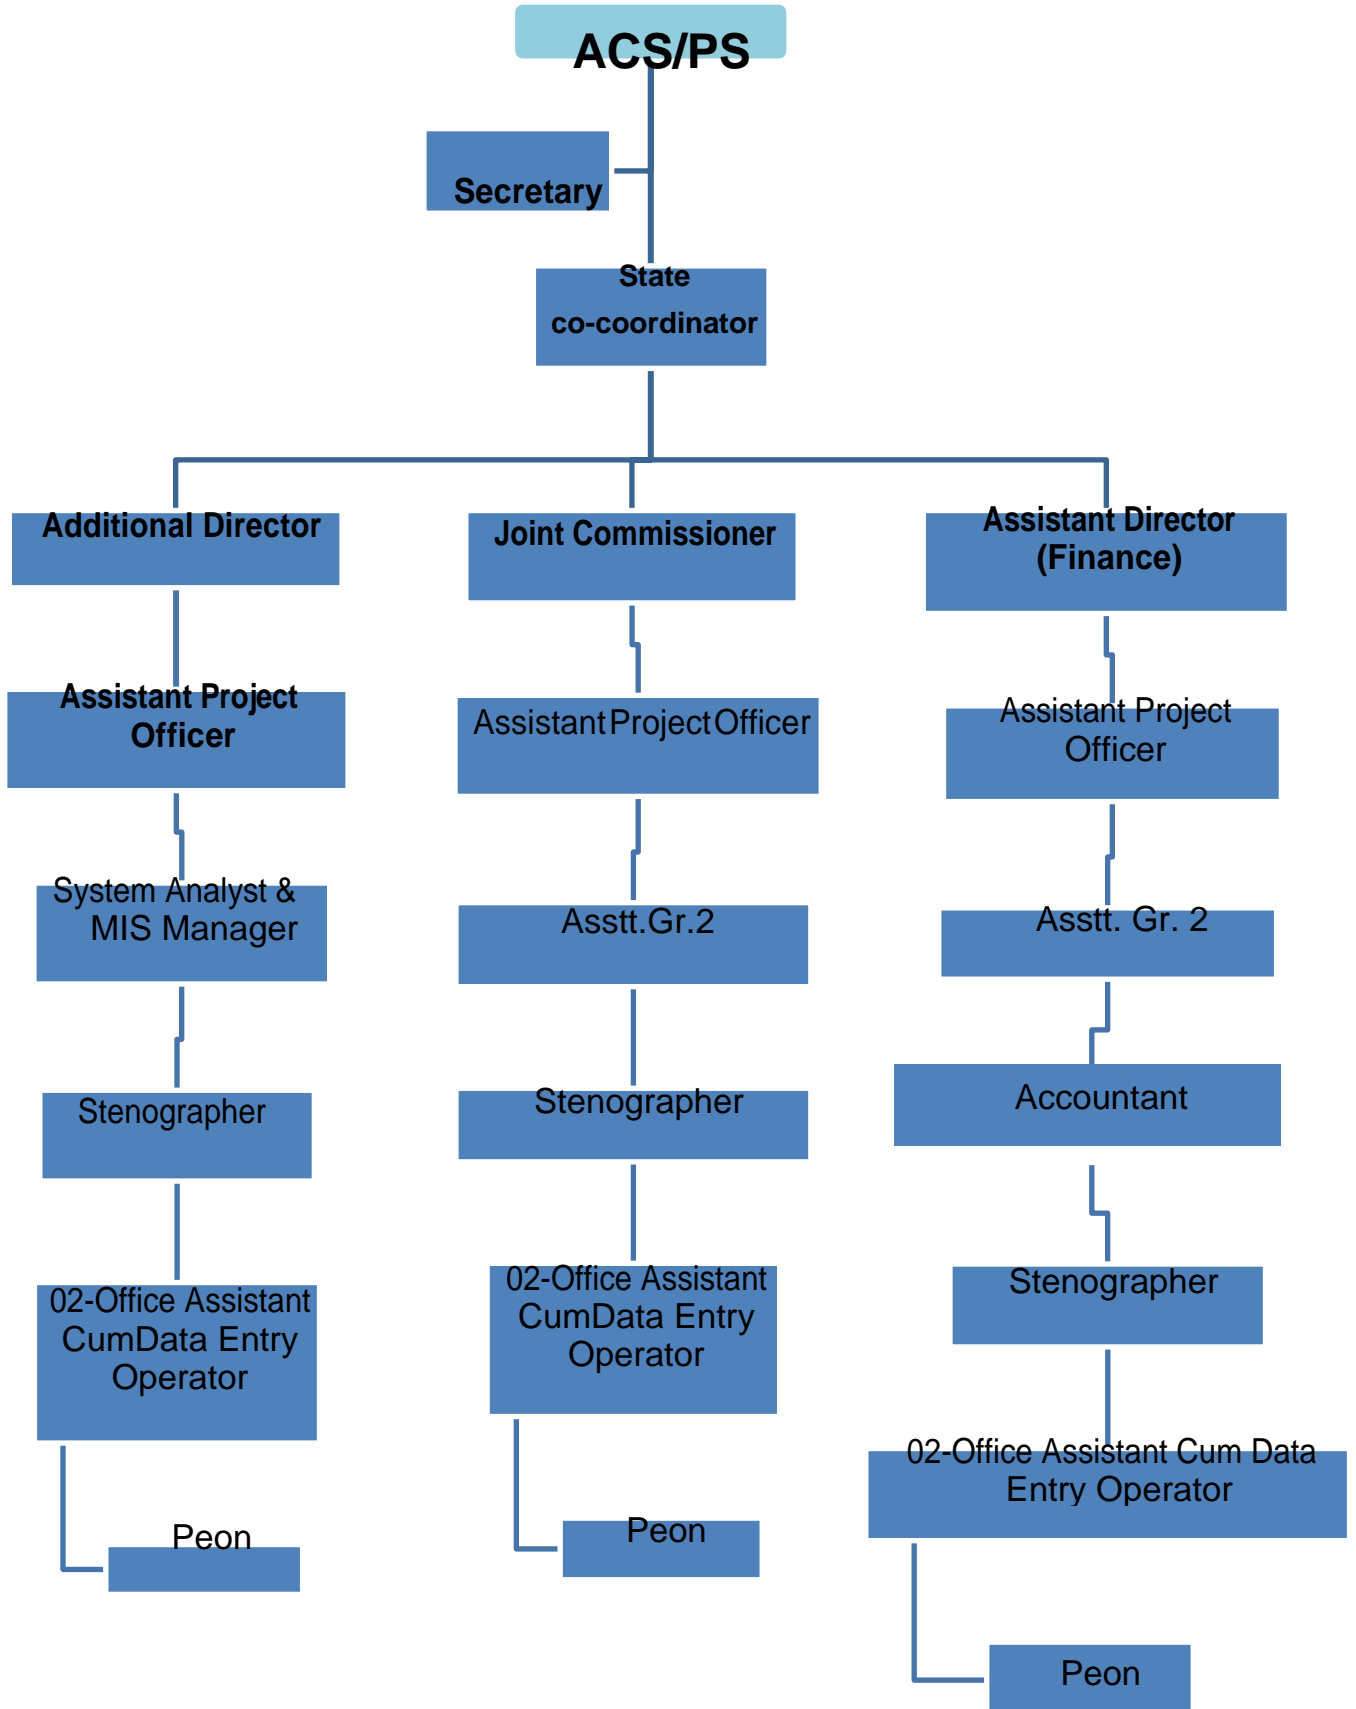 ACS/PS
Secretary
State
co-coordinator
Additional Director
Joint Commissioner
Assistant Director
(Finance)
Assistant Project
Officer
Assistant Project Officer
Assistant Project
Officer
System Analyst &
MIS Manager
Asstt.Gr.2
Asstt. Gr. 2
Stenographer
Stenographer
Accountant
02-Office Assistant
CumData Entry
Operator
02-Office Assistant
CumData Entry
Operator
Stenographer
02-Office Assistant Cum Data
Entry Operator
Peon
Peon
Peon